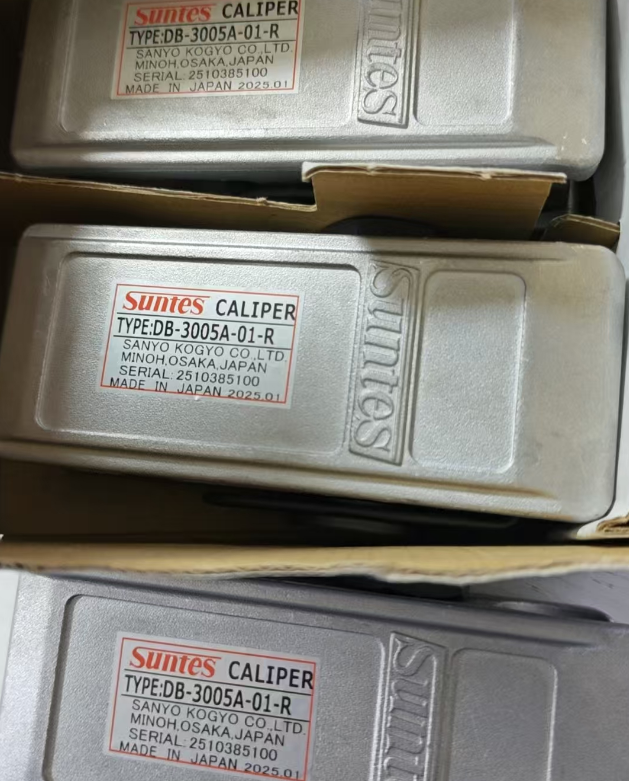 Suntes CALIPER
TYPE:DB-3005A-01-R
SANYO KOGYO CO.,LTD.
MINOH,OSAKA,JAPAN
SERIAL: 2510385100
MADE IN JAPAN 2025.01
Suntes
Suntes CALIPER
TYPE:DB-3005A-01-R
SANYO KOGYO CO.,LTD.
MINOH,OSAKA,JAPAN
SERIAL: 2510385100
MADE IN JAPAN 2025.01
Suntes
Suntes CALIPER
TYPE:DB-3005A-01-R
SANYO KOGYO CO.,LTD.
MINOH,OSAKA,JAPAN
SERIAL: 2510385100
MADE IN JAPAN 2025.01
Sunt